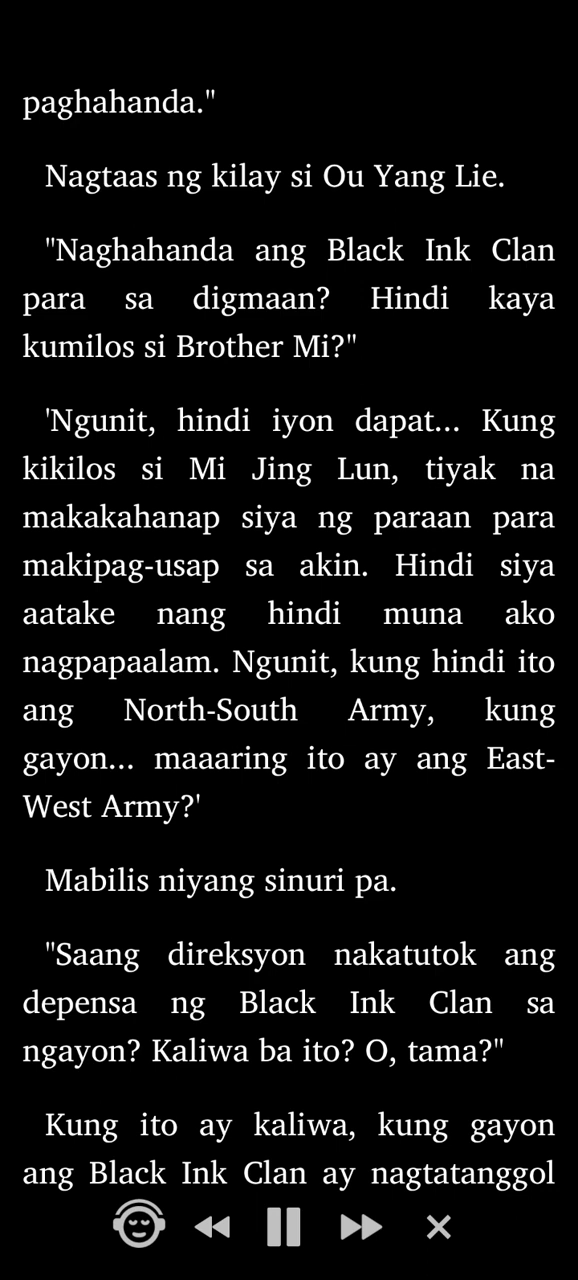 paghahanda."
Nagtaas ng kilay si Ou Yang Lie.
"Naghahanda ang Black Ink Clan
para sa digmaan? Hindi kaya
kumilos si Brother Mi?"
'Ngunit, hindi iyon dapat... Kung
kikilos si Mi Jing Lun, tiyak na
makakahanap siya ng paraan para
makipag-usap sa akin. Hindi siya
aatake nang hindi muna ako
nagpapaalam. Ngunit, kung hindi ito
ang North-South Army, kung
gayon... maaaring ito ay ang East-
West Army?'
Mabilis niyang sinuri pa.
"Saang direksyon nakatutok ang
depensa ng Black Ink Clan sa
ngayon? Kaliwa ba ito? O, tama?"
Kung ito ay kaliwa, kung gayon
ang Black Ink Clan ay nagtatanggol